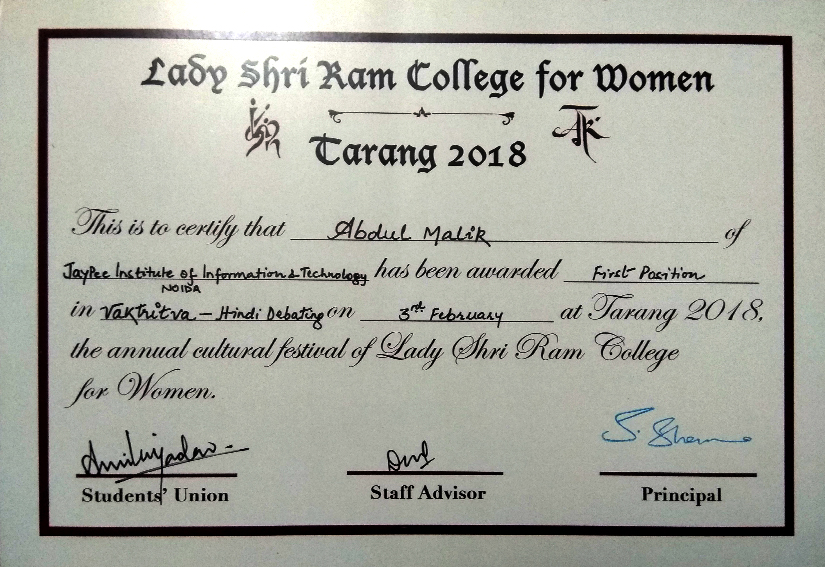 Lady Shri Ram College for Women
Tarang 2018
This is to certify that Abdul Malik of
JayPee Institute of Information & Technology has been awarded First Position
NOIDA
in Vaktritva - Hindi Debating on 3rd February at Tarang 2018,
the annual cultural festival of Lady Shri Ram College
for Women.
S. Sharma
Students' Union Staff Advisor Principal